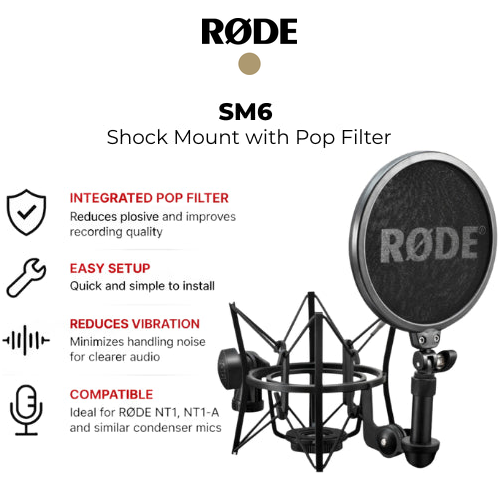 RØDE
SM6
Shock Mount with Pop Filter
INTEGRATED POP FILTER
Reduces plosive and improves
recording quality
EASY SETUP
Quick and simple to install
REDUCES VIBRATION
Minimizes handling noise
for clearer audio
COMPATIBLE
Ideal for RØDE NT1, NT1-A
and similar condenser mics
RØDE®